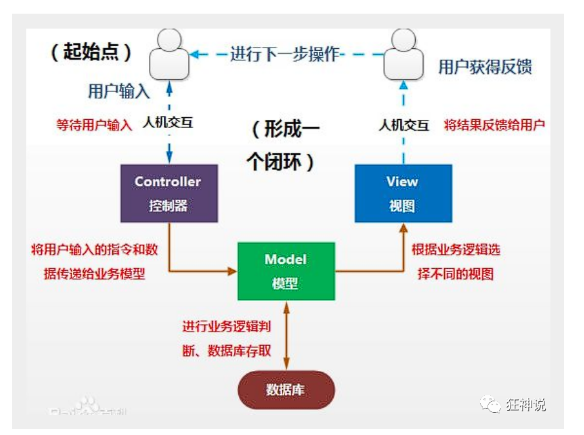 （起始点）
进行下一步操作
用户获得反馈
用户输入
等待用户输入
人机交互
（形成一
个闭环）
人机交互
将结果反馈给用户
Controller
控制器
View
视图
将用户输入的指令和数
据传递给业务模型
Model
模型
根据业务逻辑选
择不同的视图
进行业务逻辑判
断、数据库存取
数据库
狂神说